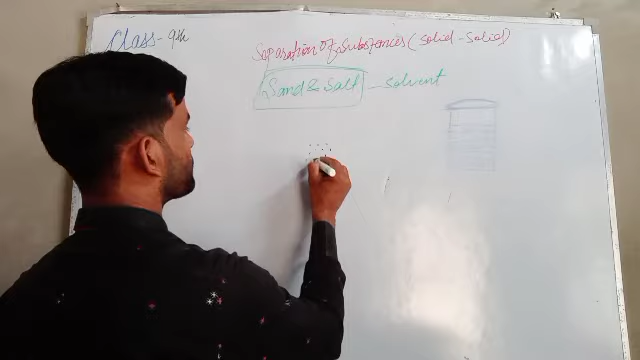 Class - 9th
Separation of Substances (Solid - Solid)
Sand & Salt - Solvent